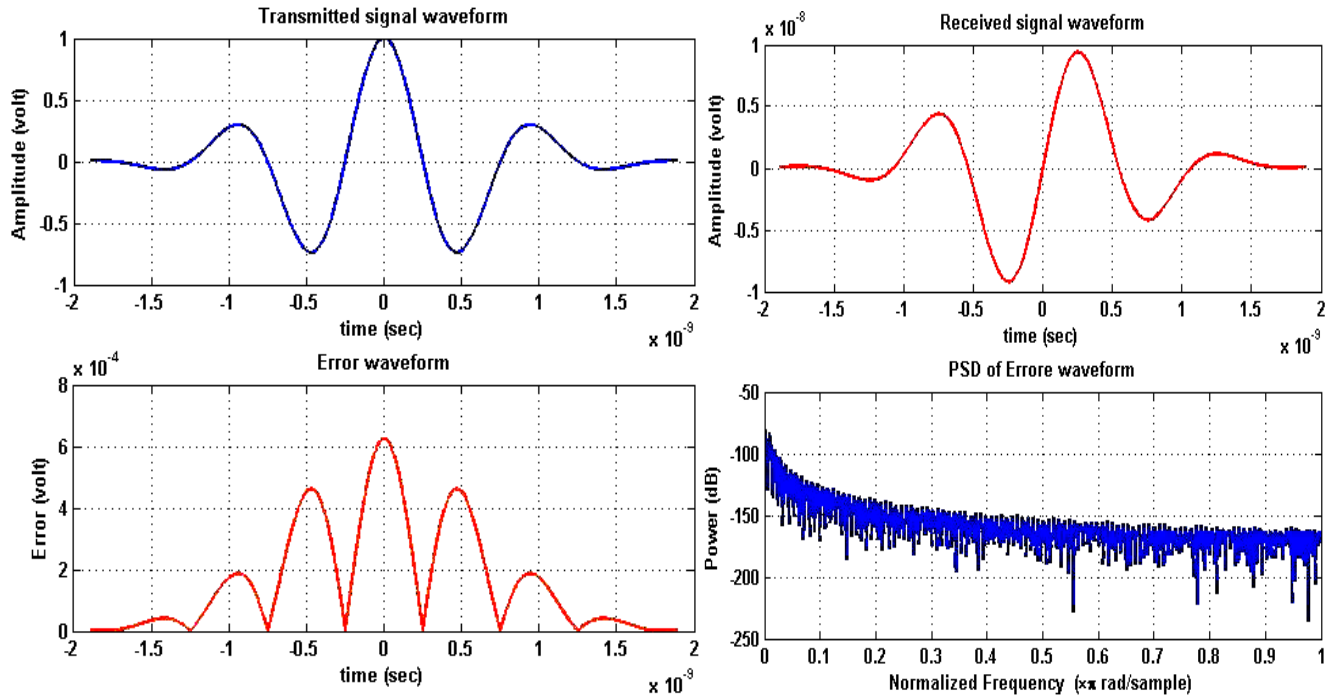 Transmitted signal waveform
Amplitude (volt)
1
0.5
0
-0.5
-1
-2 -1.5 -1 -0.5 0 0.5 1 1.5 2
time (sec)
x 10^-9
Received signal waveform
x 10^-8
Amplitude (volt)
1
0.5
0
-0.5
-1
-2 -1.5 -1 -0.5 0 0.5 1 1.5 2
time (sec)
x 10^-9
Error waveform
x 10^-4
Error (volt)
8
6
4
2
0
-2 -1.5 -1 -0.5 0 0.5 1 1.5 2
time (sec)
x 10^-9
PSD of Errore waveform
Power (dB)
-50
-100
-150
-200
-250
0 0.1 0.2 0.3 0.4 0.5 0.6 0.7 0.8 0.9 1
Normalized Frequency (×π rad/sample)